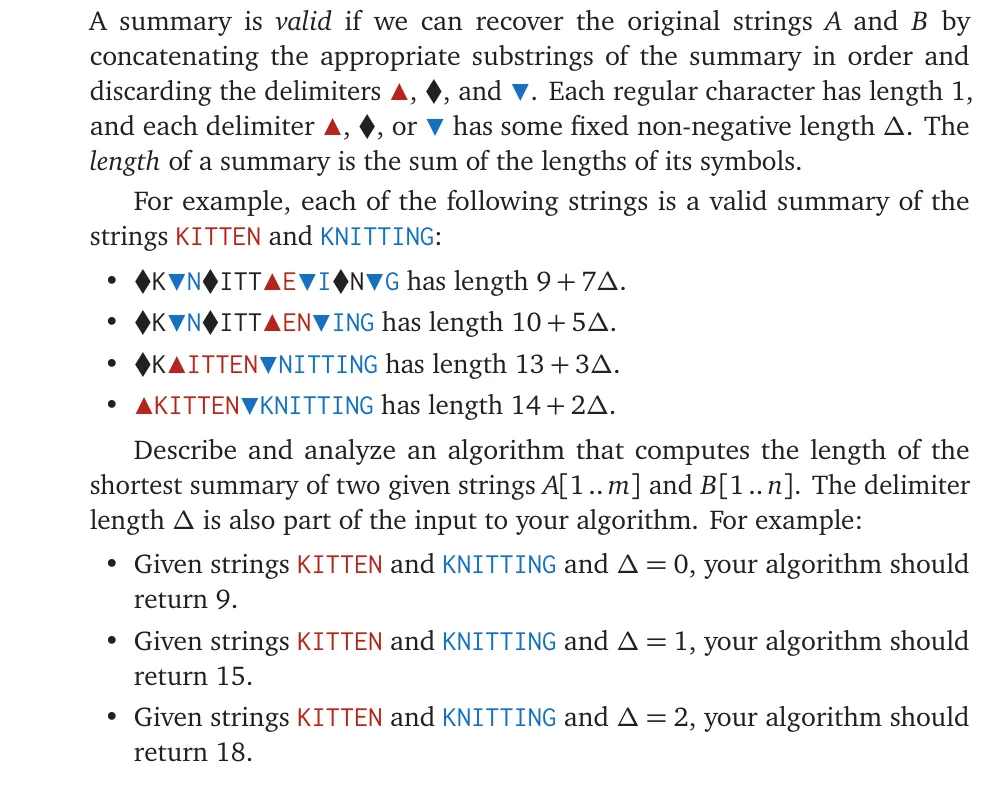 A summary is valid if we can recover the original strings A and B by
concatenating the appropriate substrings of the summary in order and
discarding the delimiters ▲, ♦, and ▼. Each regular character has length 1,
and each delimiter ▲, ♦, or ▼ has some fixed non-negative length Δ. The
length of a summary is the sum of the lengths of its symbols.
For example, each of the following strings is a valid summary of the
strings KITTEN and KNITTING:
• ♦K▼N♦ITT▲E▼I♦N▼G has length 9 + 7Δ.
• ♦K▼N♦ITT▲EN▼ING has length 10 + 5Δ.
• ♦K▲ITTEN▼NITTING has length 13 + 3Δ.
• ▲KITTEN▼KNITTING has length 14 + 2Δ.
Describe and analyze an algorithm that computes the length of the
shortest summary of two given strings A[1 .. m] and B[1 .. n]. The delimiter
length Δ is also part of the input to your algorithm. For example:
• Given strings KITTEN and KNITTING and Δ = 0, your algorithm should
return 9.
• Given strings KITTEN and KNITTING and Δ = 1, your algorithm should
return 15.
• Given strings KITTEN and KNITTING and Δ = 2, your algorithm should
return 18.